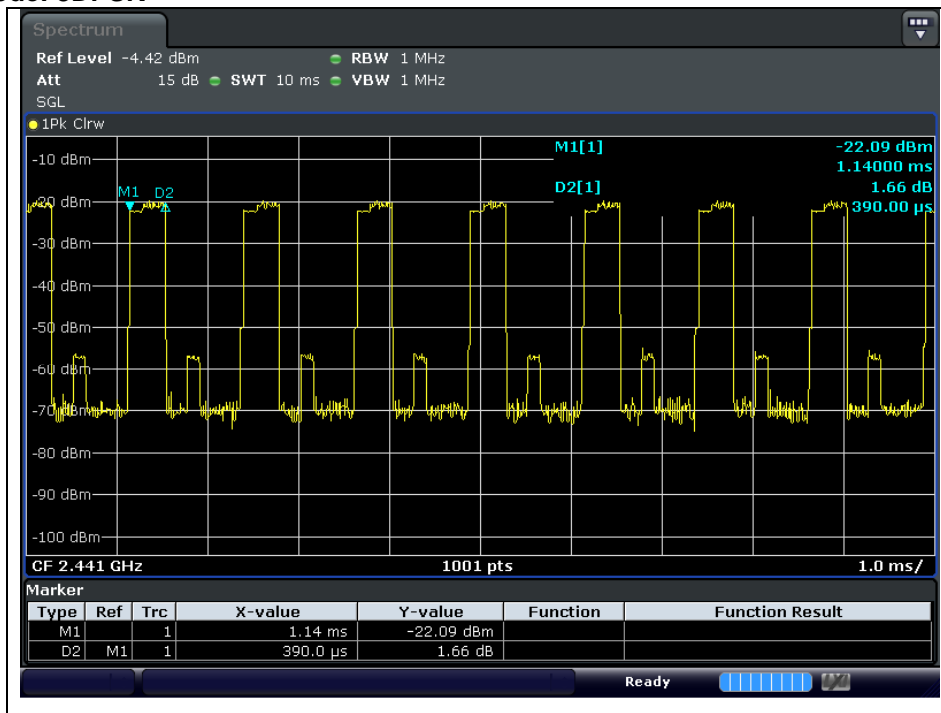 Spectrum
Ref Level -4.42 dBm RBW 1 MHz
Att 15 dB SWT 10 ms VBW 1 MHz
SGL
1Pk Clrw
M1[1] -22.09 dBm
1.14000 ms
D2[1] 1.66 dB
390.00 µs
M1 D2
-10 dBm
-20 dBm
-30 dBm
-40 dBm
-50 dBm
-60 dBm
-70 dBm
-80 dBm
-90 dBm
-100 dBm
CF 2.441 GHz 1001 pts 1.0 ms/
Marker
Type Ref Trc X-value Y-value Function Function Result
M1 1 1.14 ms -22.09 dBm
D2 M1 1 390.0 µs 1.66 dB
Ready